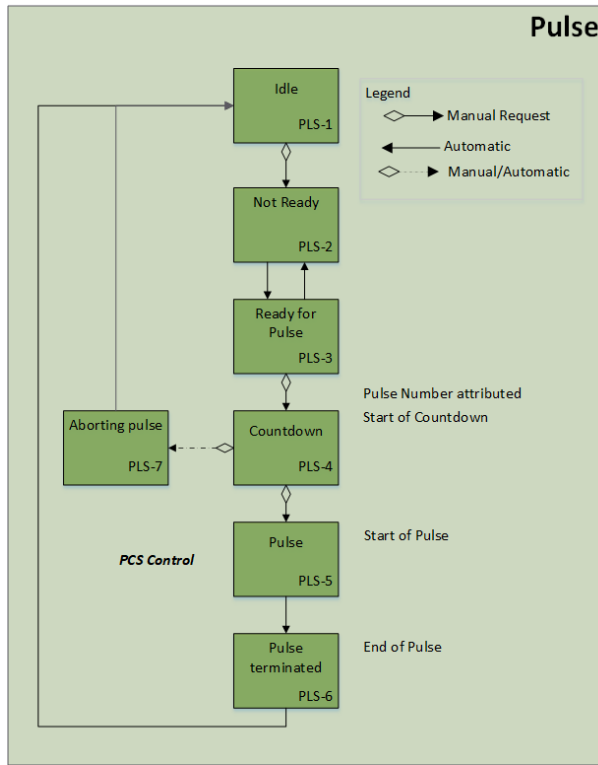 Pulse
Idle
PLS-1
Legend
Manual Request
Automatic
Manual/Automatic
Not Ready
PLS-2
Ready for
Pulse
PLS-3
Pulse Number attributed
Start of Countdown
Aborting pulse
PLS-7
Countdown
PLS-4
Pulse
PLS-5
Start of Pulse
PCS Control
Pulse
terminated
PLS-6
End of Pulse